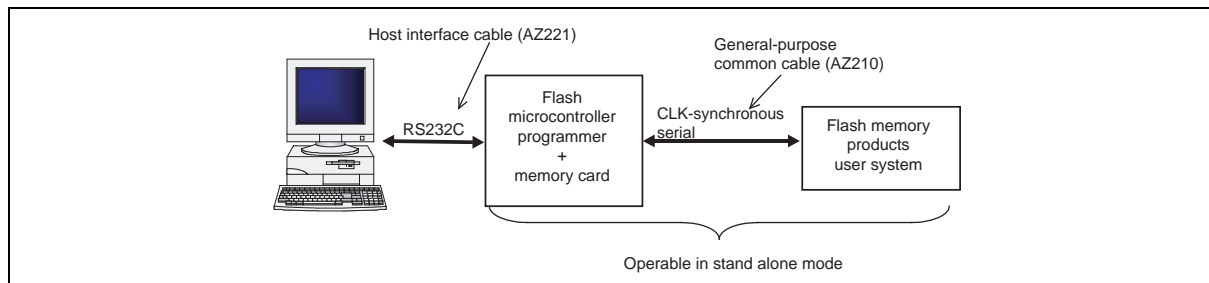 Host interface cable (AZ221)
General-purpose
common cable (AZ210)
RS232C
Flash
microcontroller
programmer
+
memory card
CLK-synchronous
serial
Flash memory
products
user system
Operable in stand alone mode